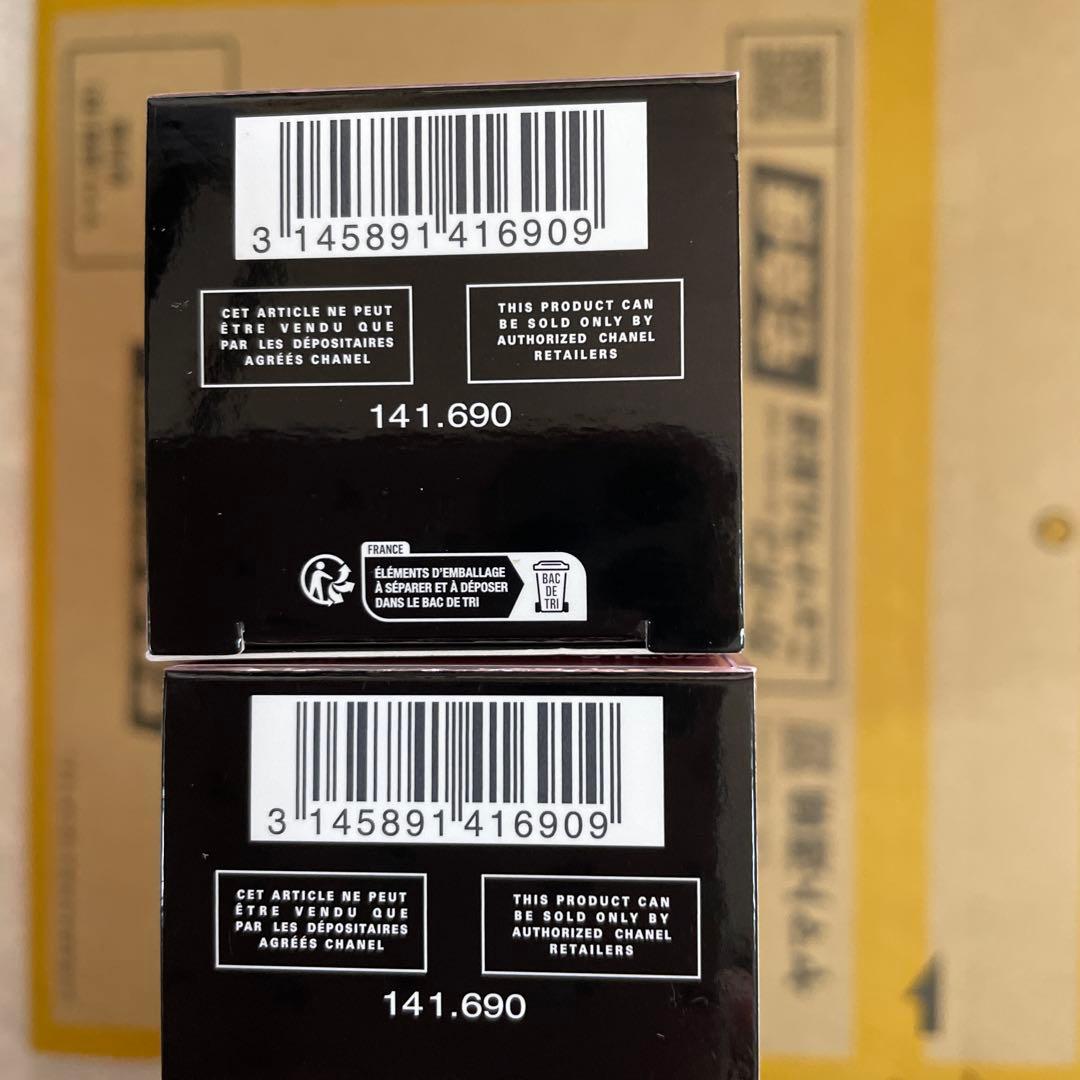 3 145891 416909
CET ARTICLE NE PEUT
ÊTRE VENDU QUE
PAR LES DÉPOSITAIRES
AGRÉÉS CHANEL
THIS PRODUCT CAN
BE SOLD ONLY BY
AUTHORIZED CHANEL
RETAILERS
141.690
FRANCE
ÉLÉMENTS D'EMBALLAGE
À SÉPARER ET À DÉPOSER
DANS LE BAC DE TRI
BAC
DE
TRI
3 145891 416909
CET ARTICLE NE PEUT
ÊTRE VENDU QUE
PAR LES DÉPOSITAIRES
AGRÉÉS CHANEL
THIS PRODUCT CAN
BE SOLD ONLY BY
AUTHORIZED CHANEL
RETAILERS
141.690